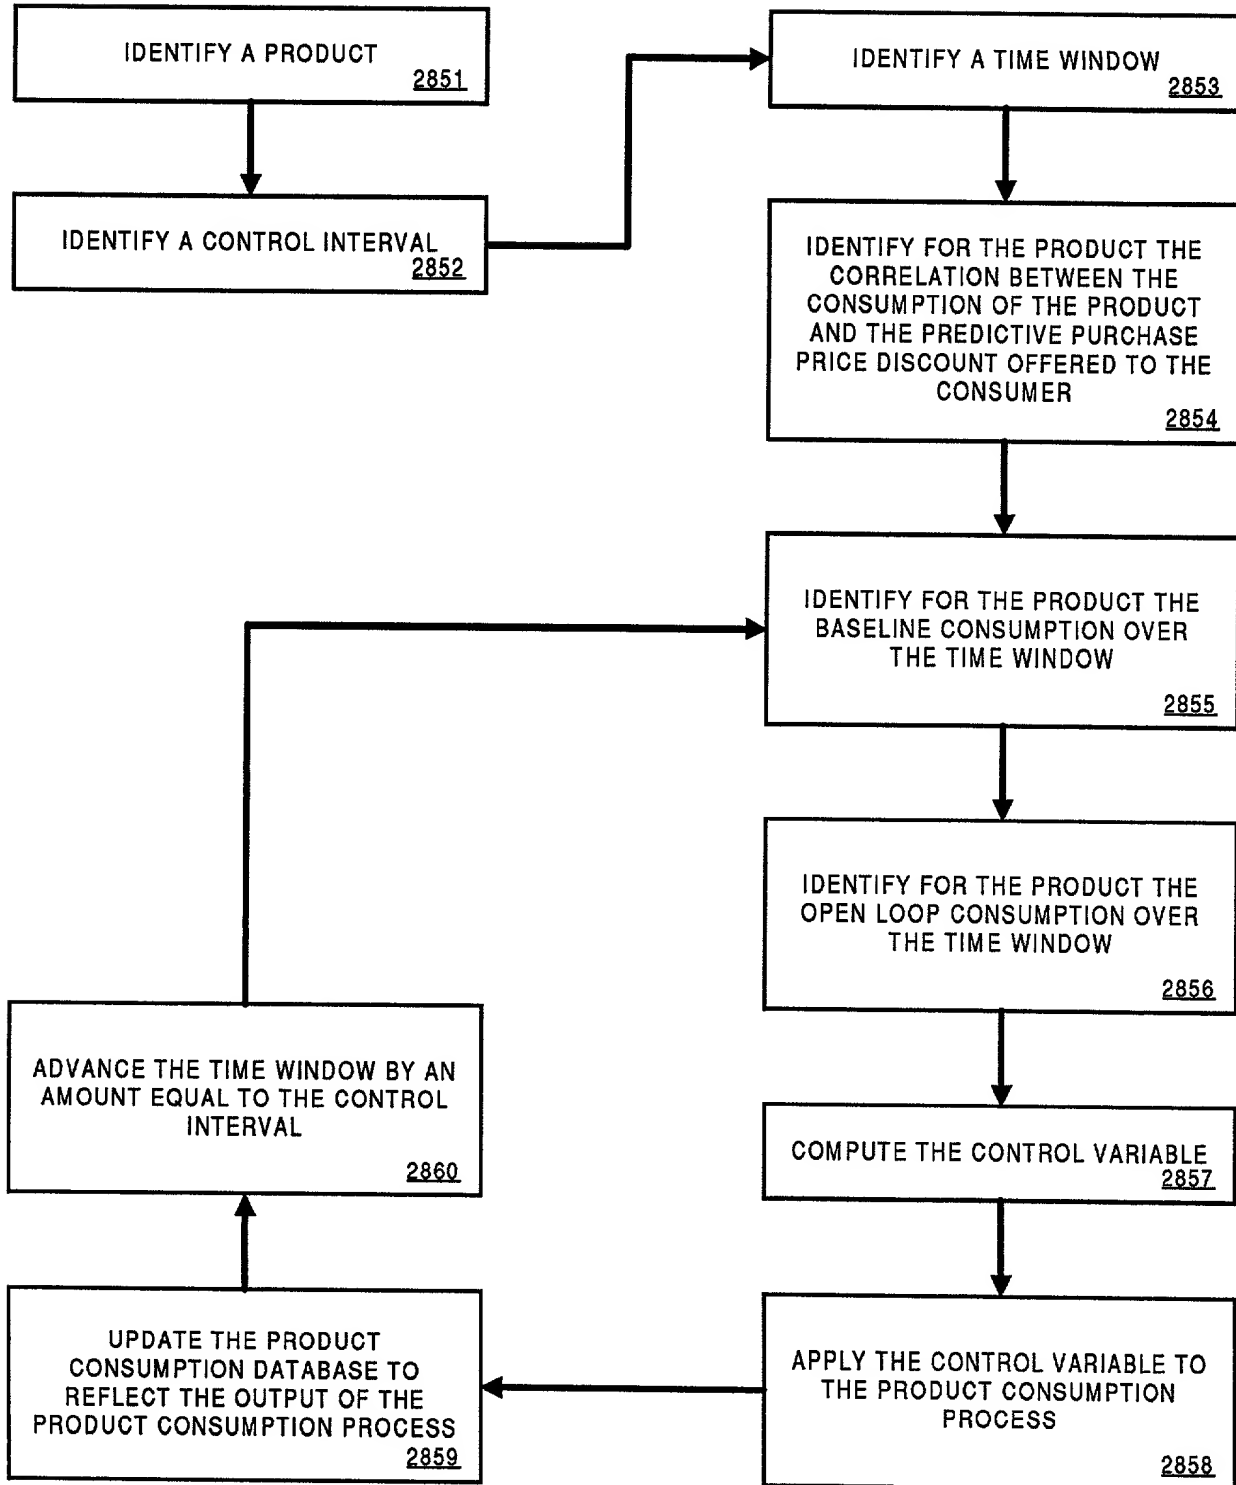 IDENTIFY A PRODUCT
2851
IDENTIFY A CONTROL INTERVAL
2852
IDENTIFY A TIME WINDOW
2853
IDENTIFY FOR THE PRODUCT THE
CORRELATION BETWEEN THE
CONSUMPTION OF THE PRODUCT
AND THE PREDICTIVE PURCHASE
PRICE DISCOUNT OFFERED TO THE
CONSUMER
2854
IDENTIFY FOR THE PRODUCT THE
BASELINE CONSUMPTION OVER
THE TIME WINDOW
2855
IDENTIFY FOR THE PRODUCT THE
OPEN LOOP CONSUMPTION OVER
THE TIME WINDOW
2856
COMPUTE THE CONTROL VARIABLE
2857
APPLY THE CONTROL VARIABLE TO
THE PRODUCT CONSUMPTION
PROCESS
2858
UPDATE THE PRODUCT
CONSUMPTION DATABASE TO
REFLECT THE OUTPUT OF THE
PRODUCT CONSUMPTION PROCESS
2859
ADVANCE THE TIME WINDOW BY AN
AMOUNT EQUAL TO THE CONTROL
INTERVAL
2860